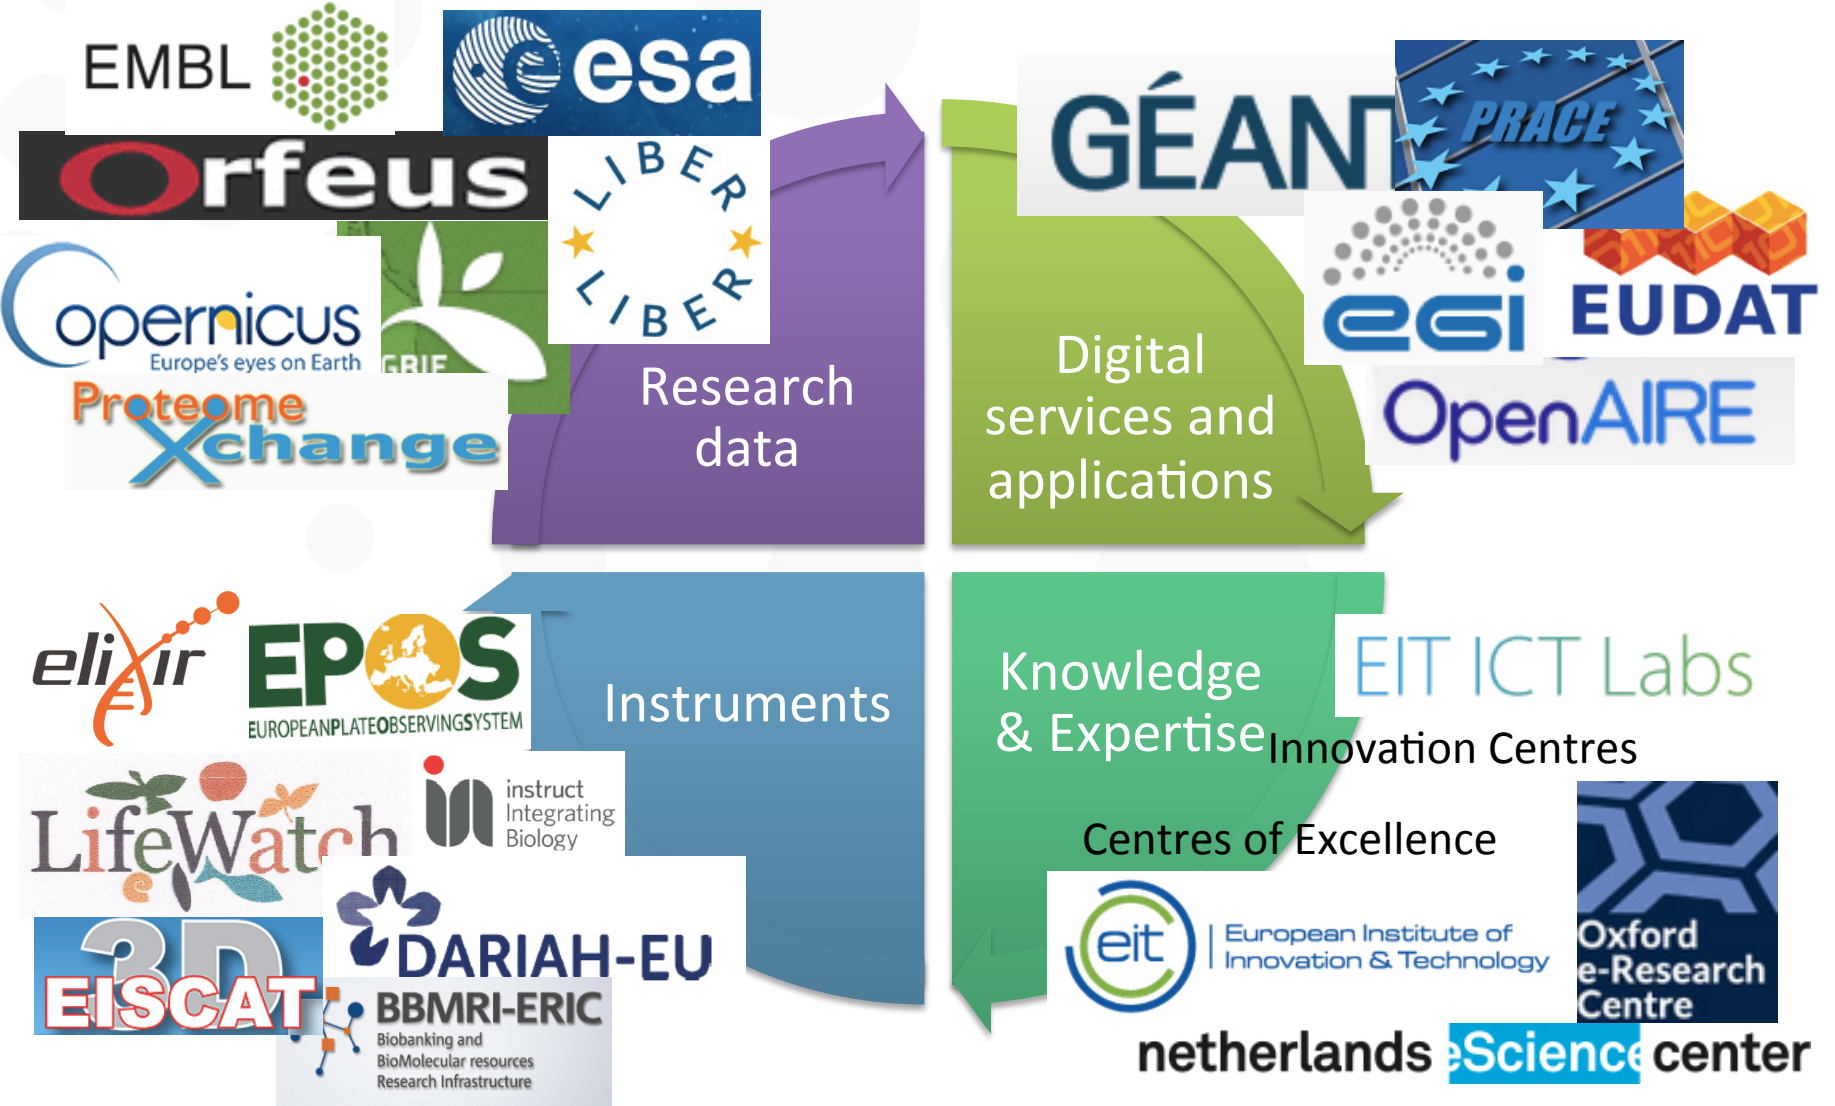 EMBL
esa
Orfeus
LIBER
LIBER
Copernicus
Europe's eyes on Earth
GBIF
Proteome
Xchange
Research
data
GÉANT
PRACE
egi
EUDAT
OpenAIRE
Digital
services and
applications
elixir
EPOS
EUROPEANPLATEOBSERVINGSYSTEM
LifeWatch
instruct
Integrating
Biology
DARIAH-EU
3D
EISCAT
BBMRI-ERIC
Biobanking and
BioMolecular resources
Research Infrastructure
Instruments
Knowledge
& Expertise
EIT ICT Labs
Innovation Centres
Centres of Excellence
eit
European Institute of
Innovation & Technology
Oxford
e-Research
Centre
netherlands eScience center